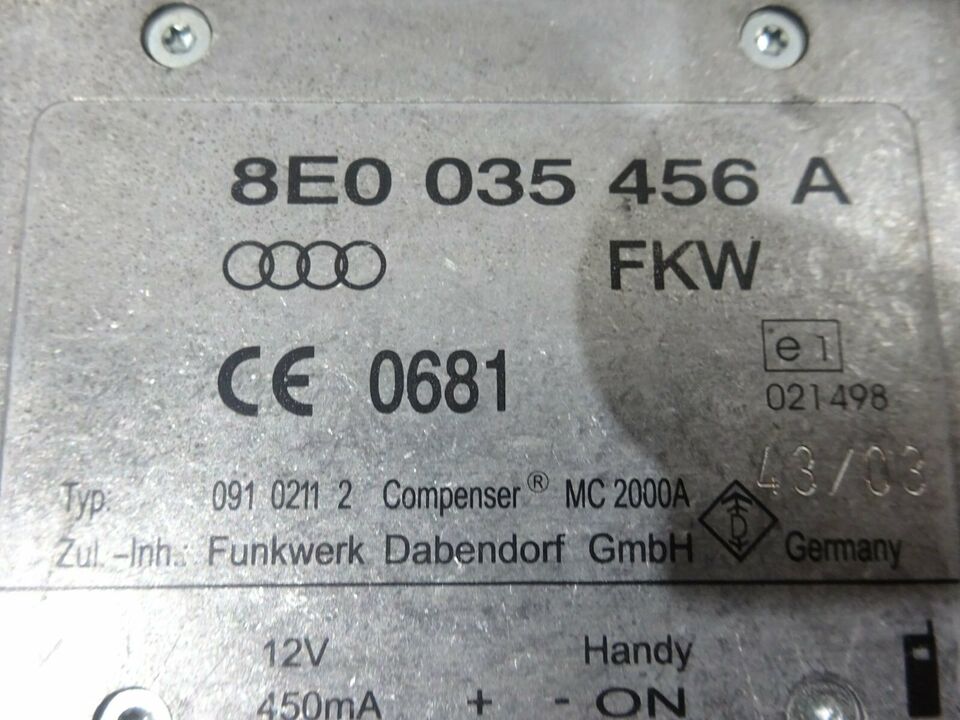 8E0 035 456 A
FKW
CE 0681
e1
021498
43/03
Typ: 091 0211 2 Compenser® MC 2000A
Zul. -Inh.: Funkwerk Dabendorf GmbH Germany
12V Handy
450mA + - ON